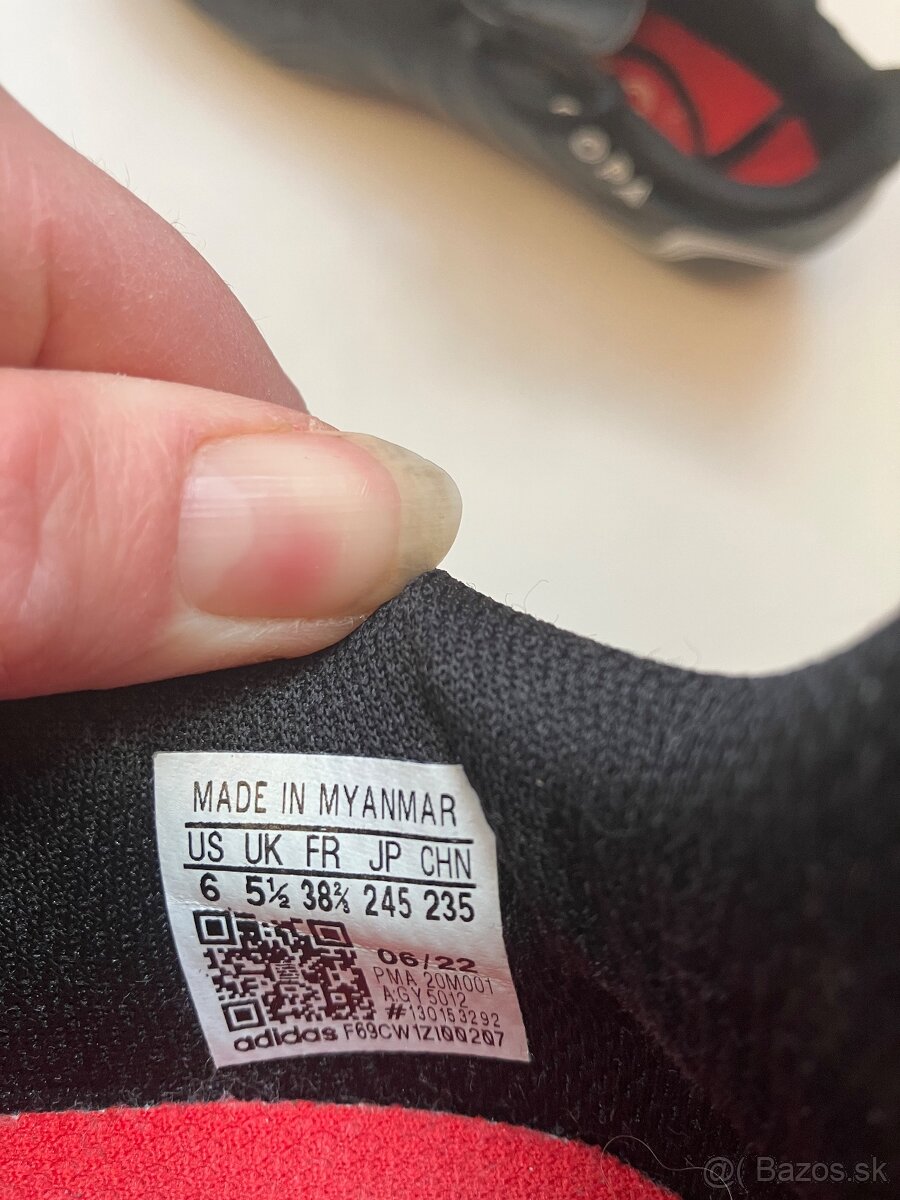 MADE IN MYANMAR
US UK FR JP CHN
6 5½ 38⅔ 245 235
06/22
PMA 20M001
A.GY5012
#130153292
adidas F69CW1Z100207
@( Bazos.sk